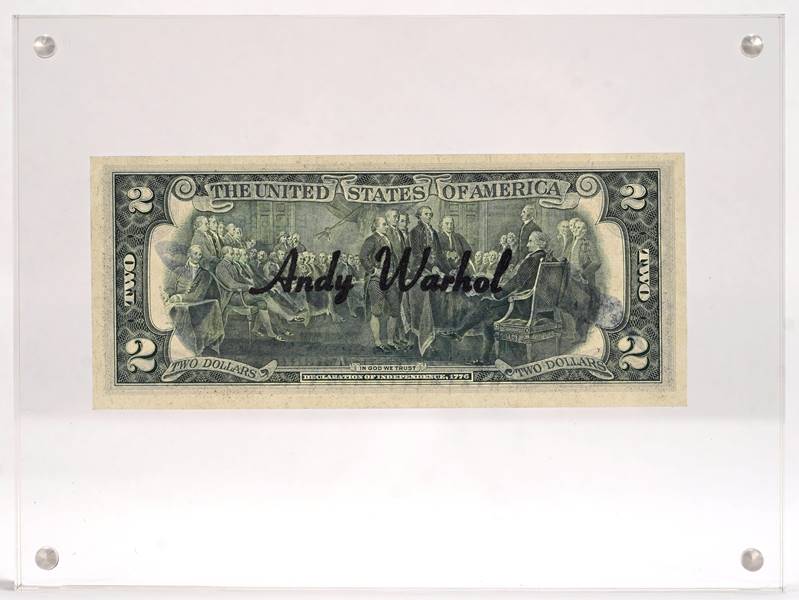 2 THE UNITED STATES OF AMERICA 2
TWO
Andy Warhol
TWO
2 TWO DOLLARS
IN GOD WE TRUST
DECLARATION OF INDEPENDENCE, 1776
TWO DOLLARS 2